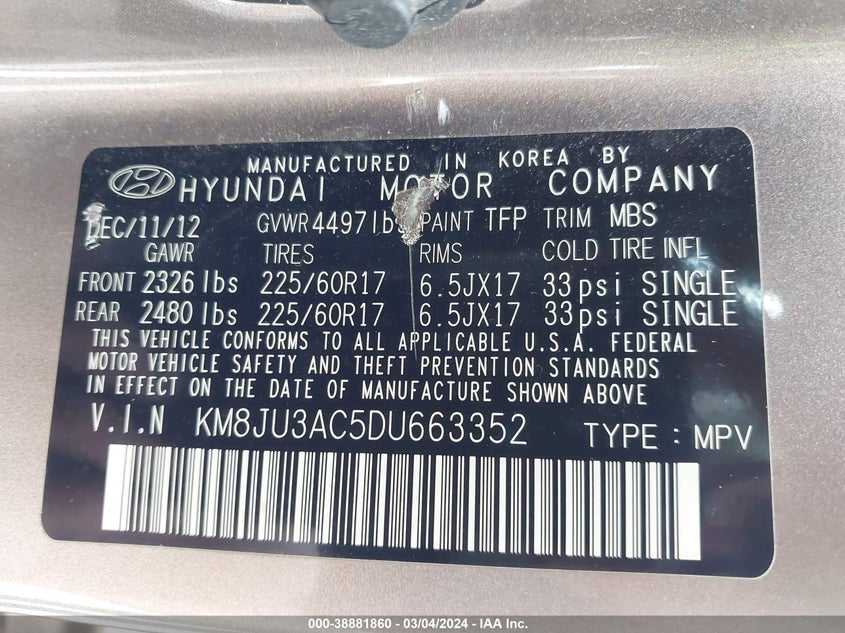 MANUFACTURED IN KOREA BY
HYUNDAI MOTOR COMPANY
DEC/11/12 GVWR 4497 lbs PAINT TFP TRIM MBS
GAWR TIRES RIMS COLD TIRE INFL
FRONT 2326 lbs 225/60R17 6.5JX17 33psi SINGLE
REAR 2480 lbs 225/60R17 6.5JX17 33psi SINGLE
THIS VEHICLE CONFORMS TO ALL APPLICABLE U.S.A. FEDERAL
MOTOR VEHICLE SAFETY AND THEFT PREVENTION STANDARDS
IN EFFECT ON THE DATE OF MANUFACTURE SHOWN ABOVE
V.I.N KM8JU3AC5DU663352 TYPE : MPV
000-38881860 - 03/04/2024 - IAA Inc.